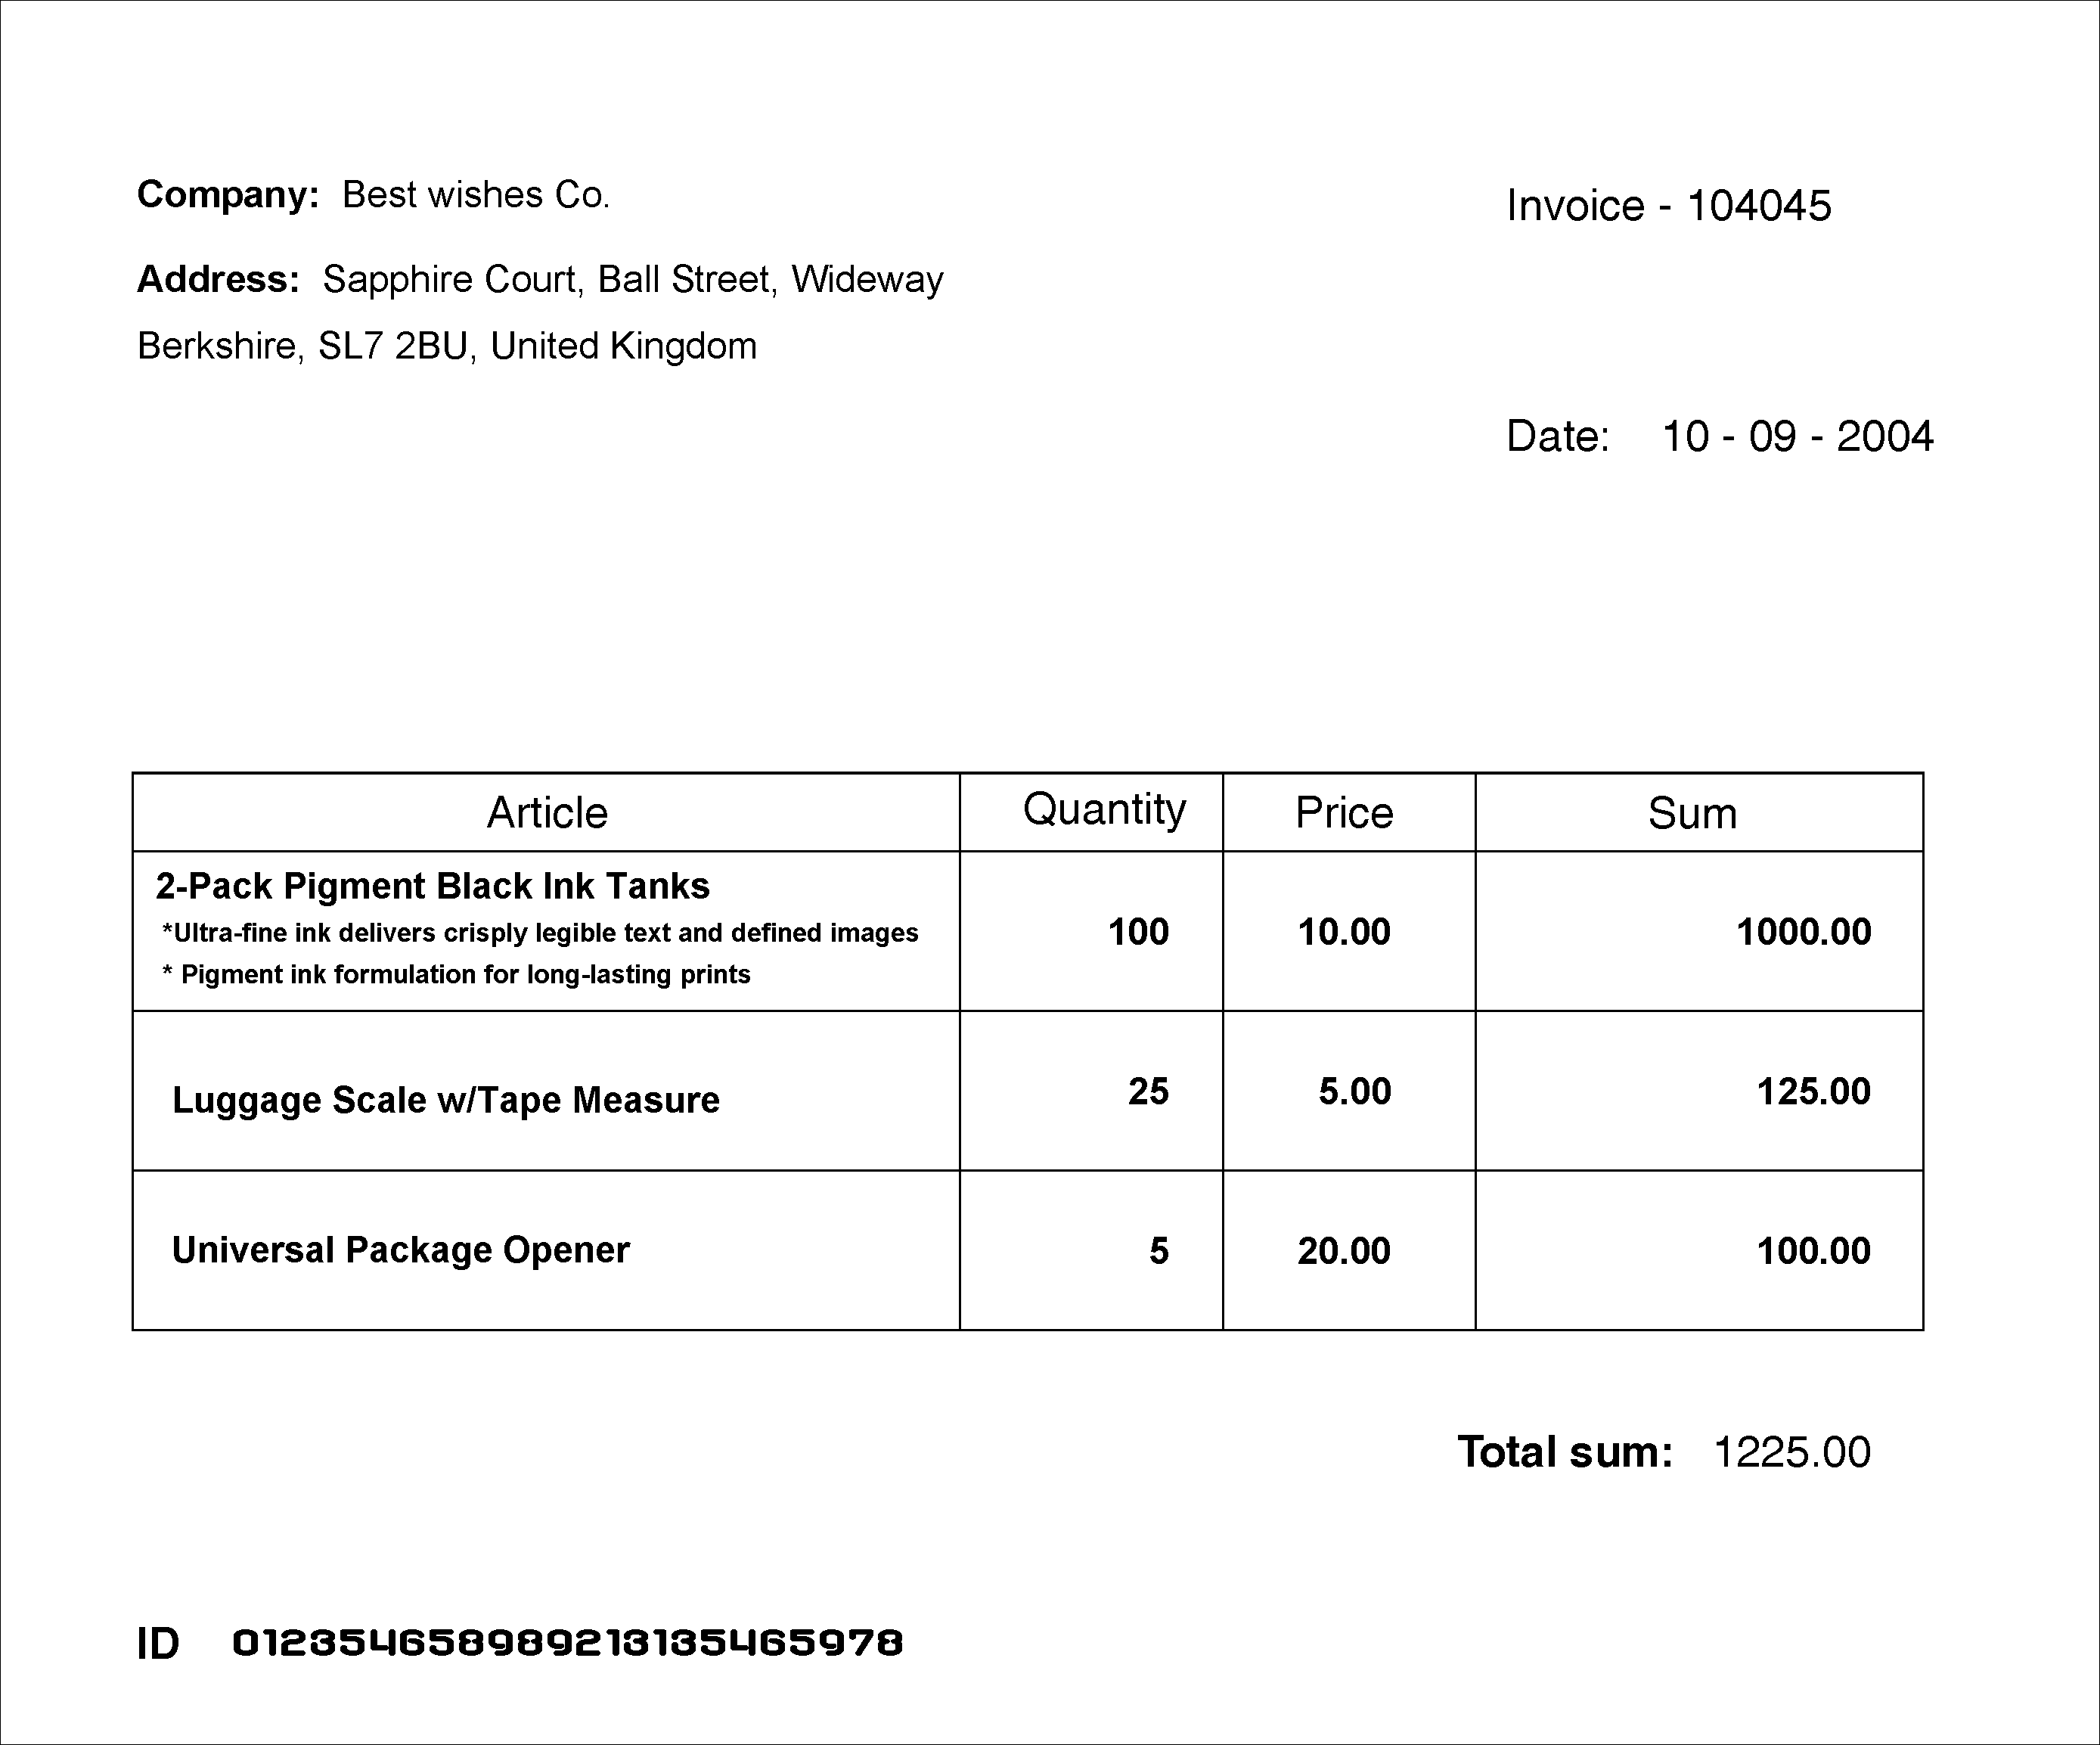 Company: Best wishes Co.
Invoice - 104045
Address: Sapphire Court, Ball Street, Wideway
Berkshire, SL7 2BU, United Kingdom
Date: 10 - 09 - 2004
Article Quantity Price Sum
2-Pack Pigment Black Ink Tanks
*Ultra-fine ink delivers crisply legible text and defined images 100 10.00 1000.00
* Pigment ink formulation for long-lasting prints
Luggage Scale w/Tape Measure 25 5.00 125.00
Universal Package Opener 5 20.00 100.00
Total sum: 1225.00
ID 01235465898921313546​5978